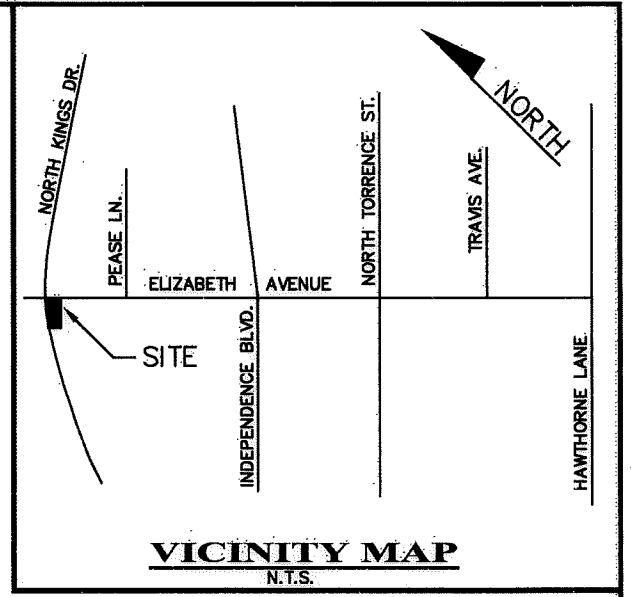 NORTH KINGS DR.
PEASE LN.
ELIZABETH AVENUE
INDEPENDENCE BLVD.
NORTH TORRENCE ST.
TRAVIS AVE.
HAWTHORNE LANE
NORTH
SITE
VICINITY MAP
N.T.S.